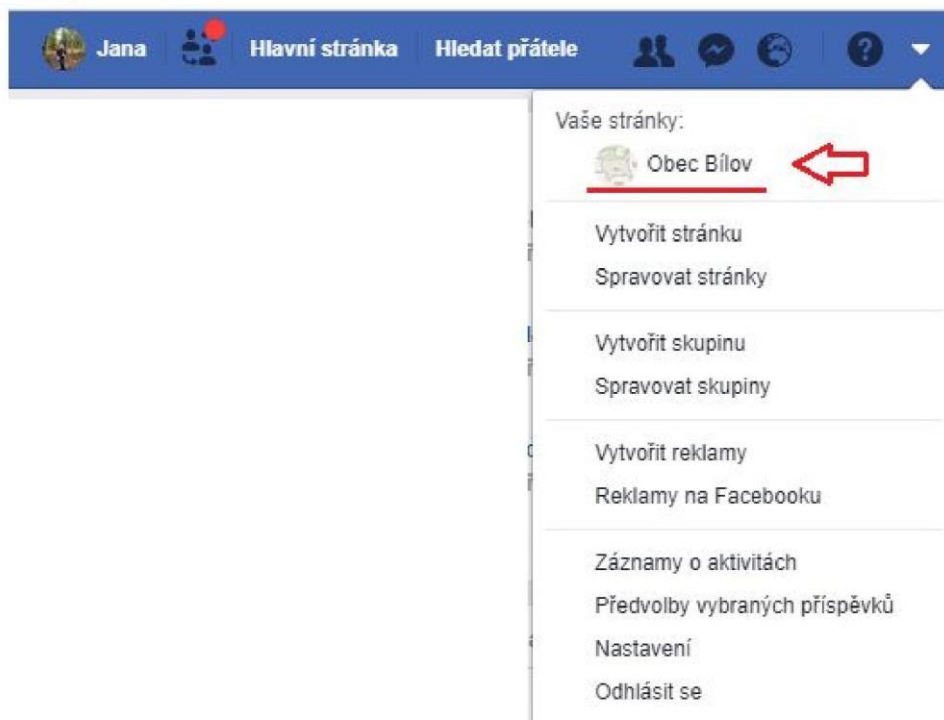 Jana Hlavní stránka Hledat přátele
Vaše stránky:
Obec Bílov
Vytvořit stránku
Spravovat stránky
Vytvořit skupinu
Spravovat skupiny
Vytvořit reklamy
Reklamy na Facebooku
Záznamy o aktivitách
Předvolby vybraných příspěvků
Nastavení
Odhlásit se